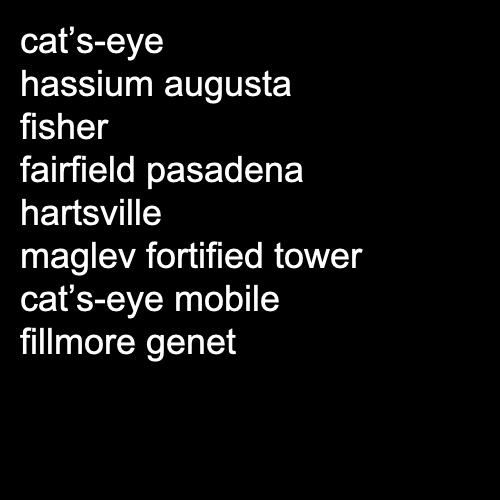 cat’s-eye
hassium augusta
fisher
fairfield pasadena
hartsville
maglev fortified tower
cat’s-eye mobile
fillmore genet